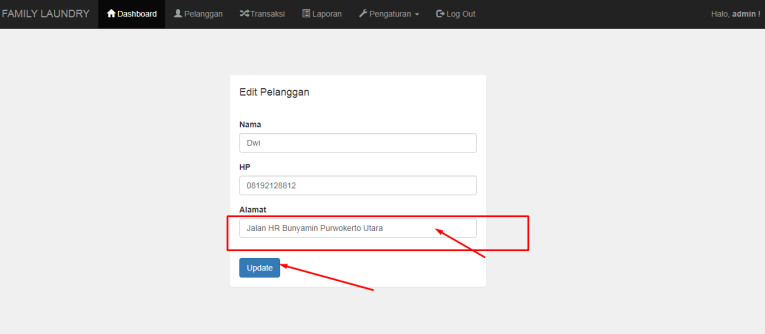 FAMILY LAUNDRY Dashboard Pelanggan Transaksi Laporan Pengaturan Log Out Halo, admin !
Edit Pelanggan
Nama
Dwi
HP
08192128812
Alamat
Jalan HR Bunyamin Purwokerto Utara
Update